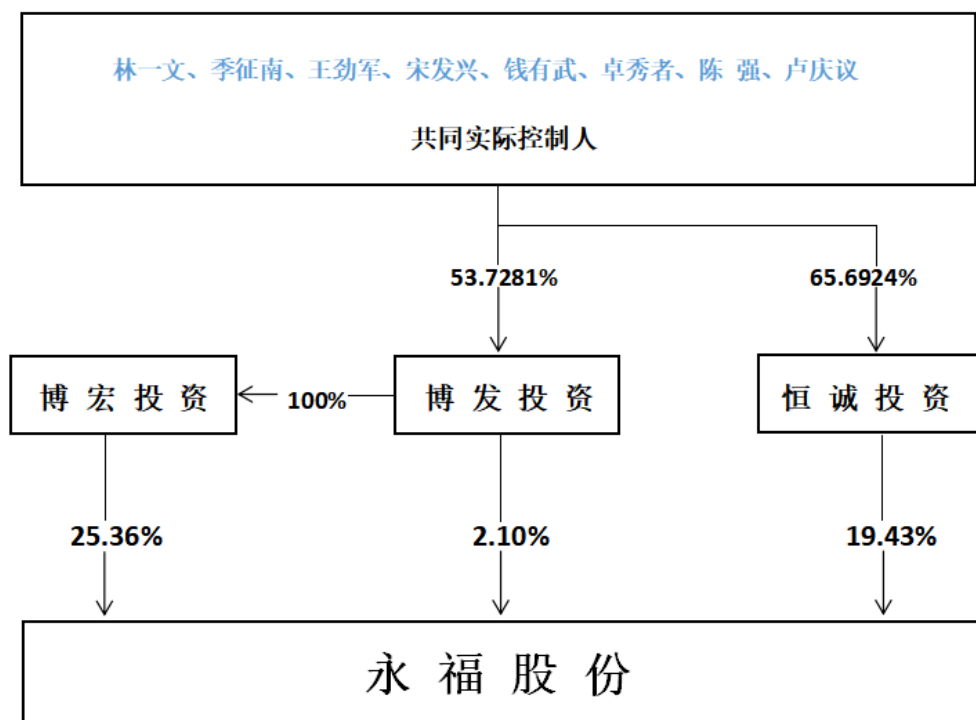 林一文、季征南、王劲军、宋发兴、钱有武、卓秀者、陈 强、卢庆议
共同实际控制人
53.7281%
65.6924%
博 宏 投 资
100%
博 发 投 资
恒 诚 投 资
25.36%
2.10%
19.43%
永 福 股 份